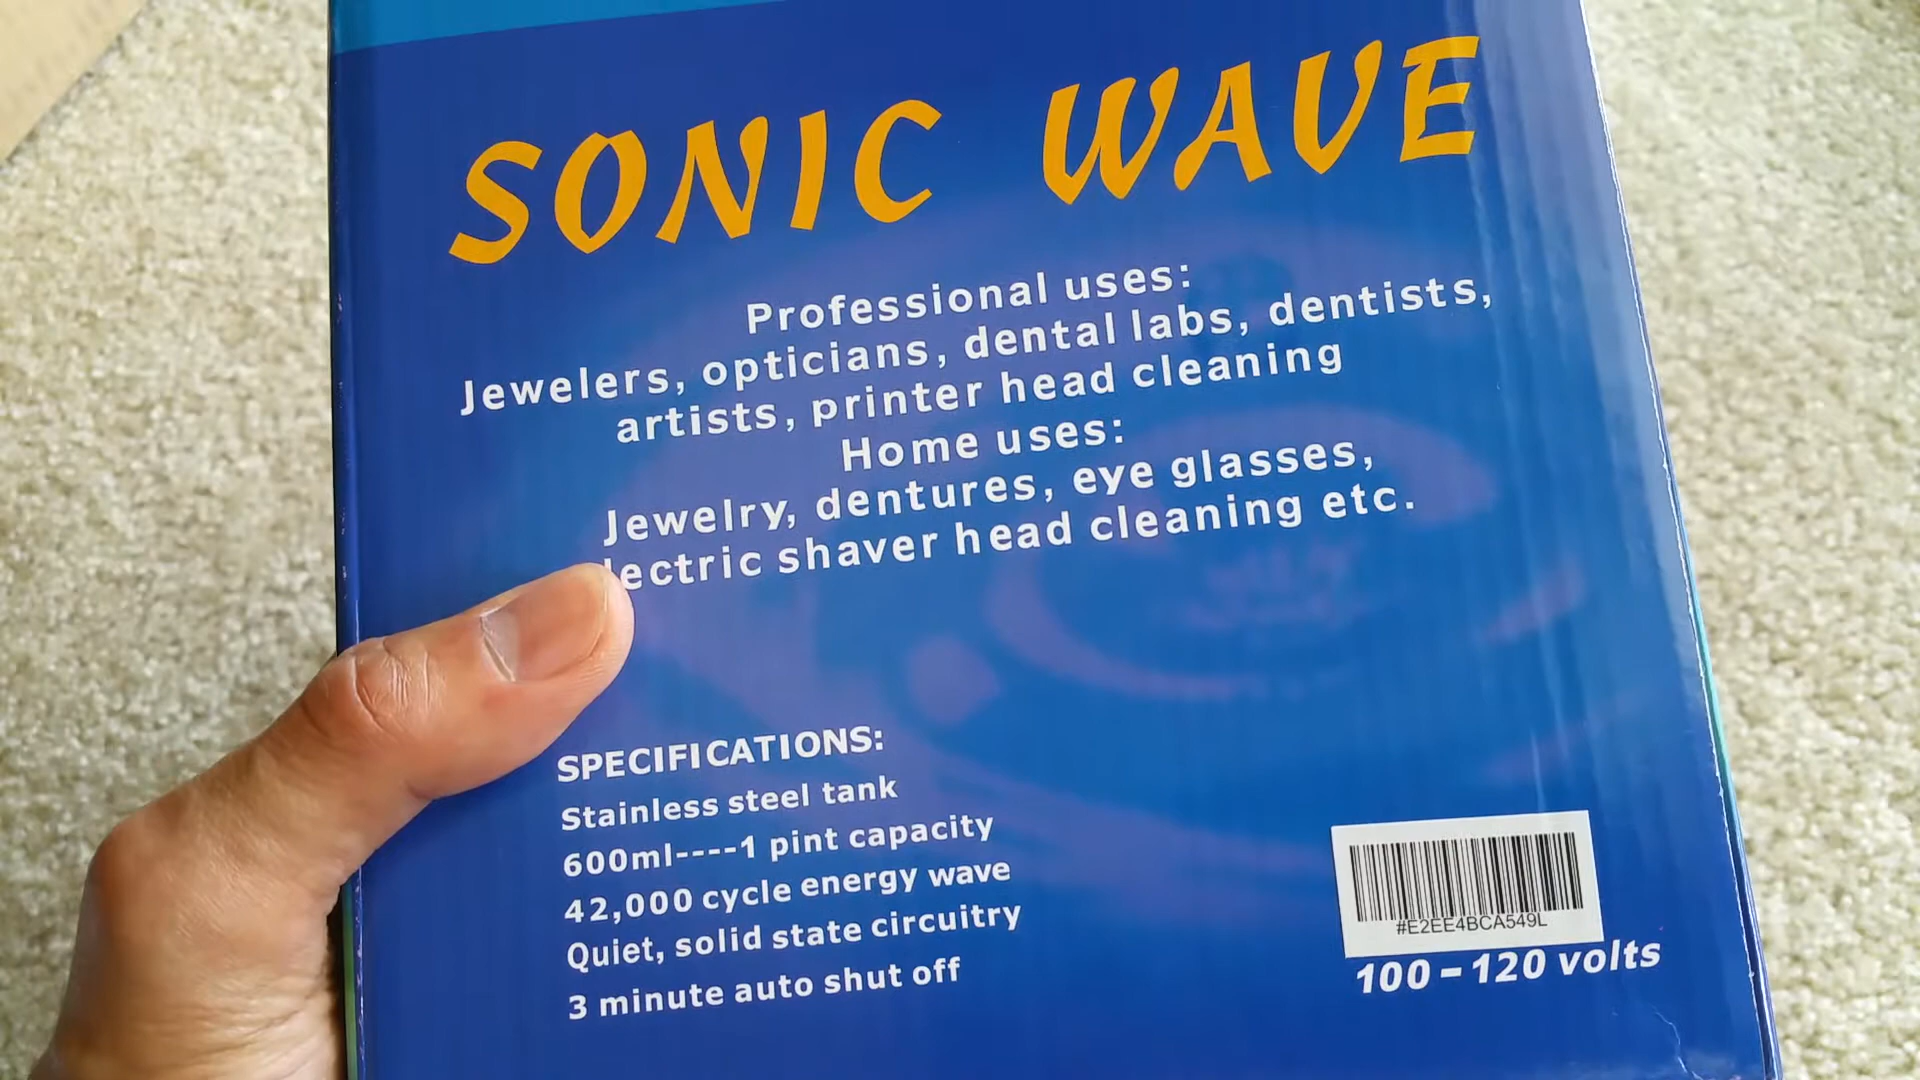 SONIC WAVE
Professional uses:
Jewelers, opticians, dental labs, dentists,
artists, printer head cleaning
Home uses:
Jewelry, dentures, eye glasses,
lectric shaver head cleaning etc.
SPECIFICATIONS:
Stainless steel tank
600ml----1 pint capacity
42,000 cycle energy wave
Quiet, solid state circuitry
3 minute auto shut off
#E2EE4BCA549L
100-120 volts